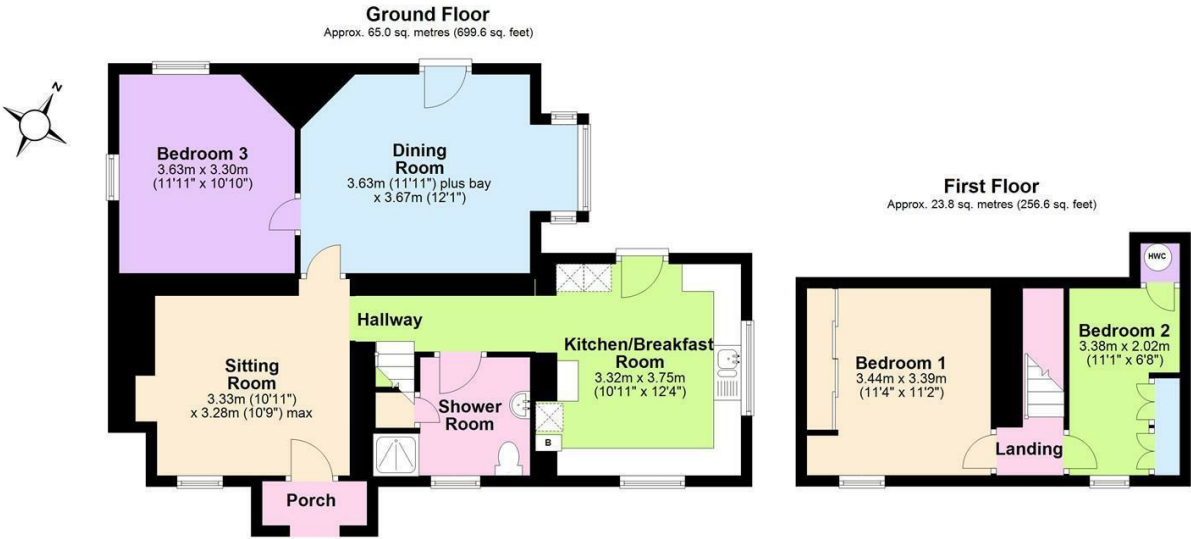 Ground Floor
Approx. 65.0 sq. metres (699.6 sq. feet)
N
Bedroom 3
3.63m x 3.30m
(11'11" x 10'10")
Dining
Room
3.63m (11'11") plus bay
x 3.67m (12'1")
Hallway
Sitting
Room
3.33m (10'11")
x 3.28m (10'9") max
Kitchen/Breakfast
Room
3.32m x 3.75m
(10'11" x 12'4")
Shower
Room
B
Porch
First Floor
Approx. 23.8 sq. metres (256.6 sq. feet)
HWC
Bedroom 1
3.44m x 3.39m
(11'4" x 11'2")
Bedroom 2
3.38m x 2.02m
(11'1" x 6'8")
Landing